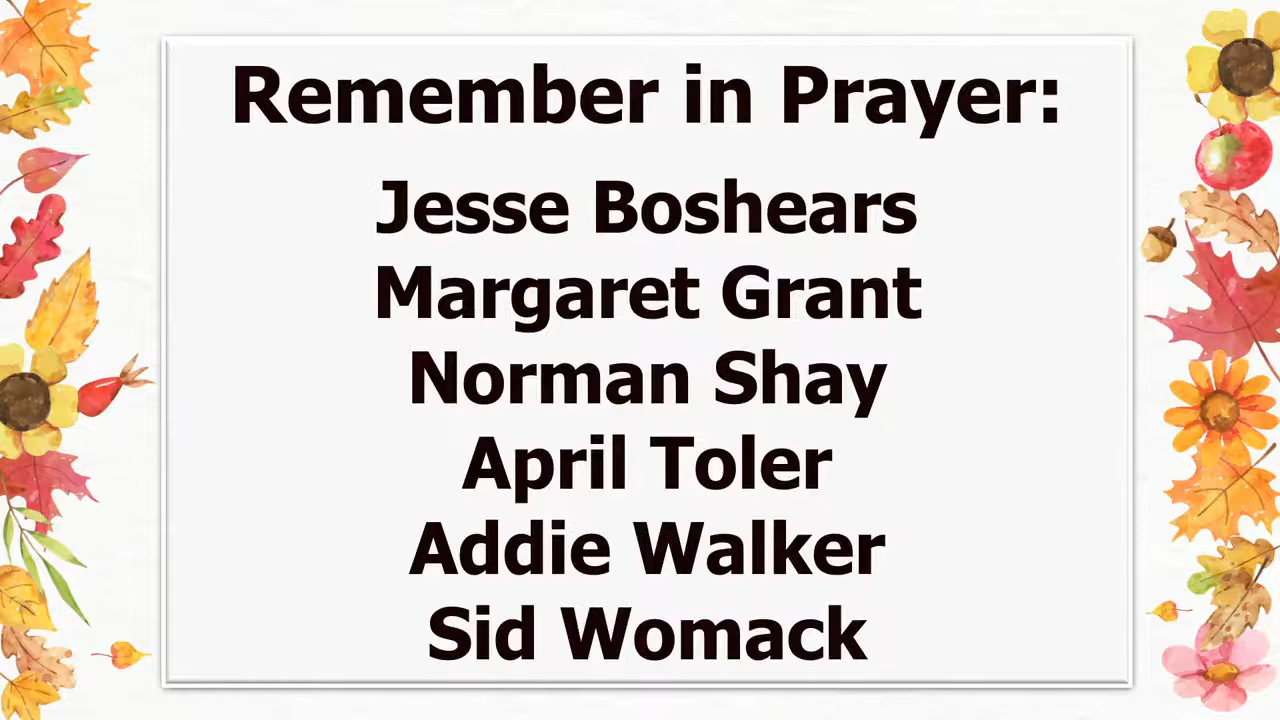 Remember in Prayer:
Jesse Boshears
Margaret Grant
Norman Shay
April Toler
Addie Walker
Sid Womack